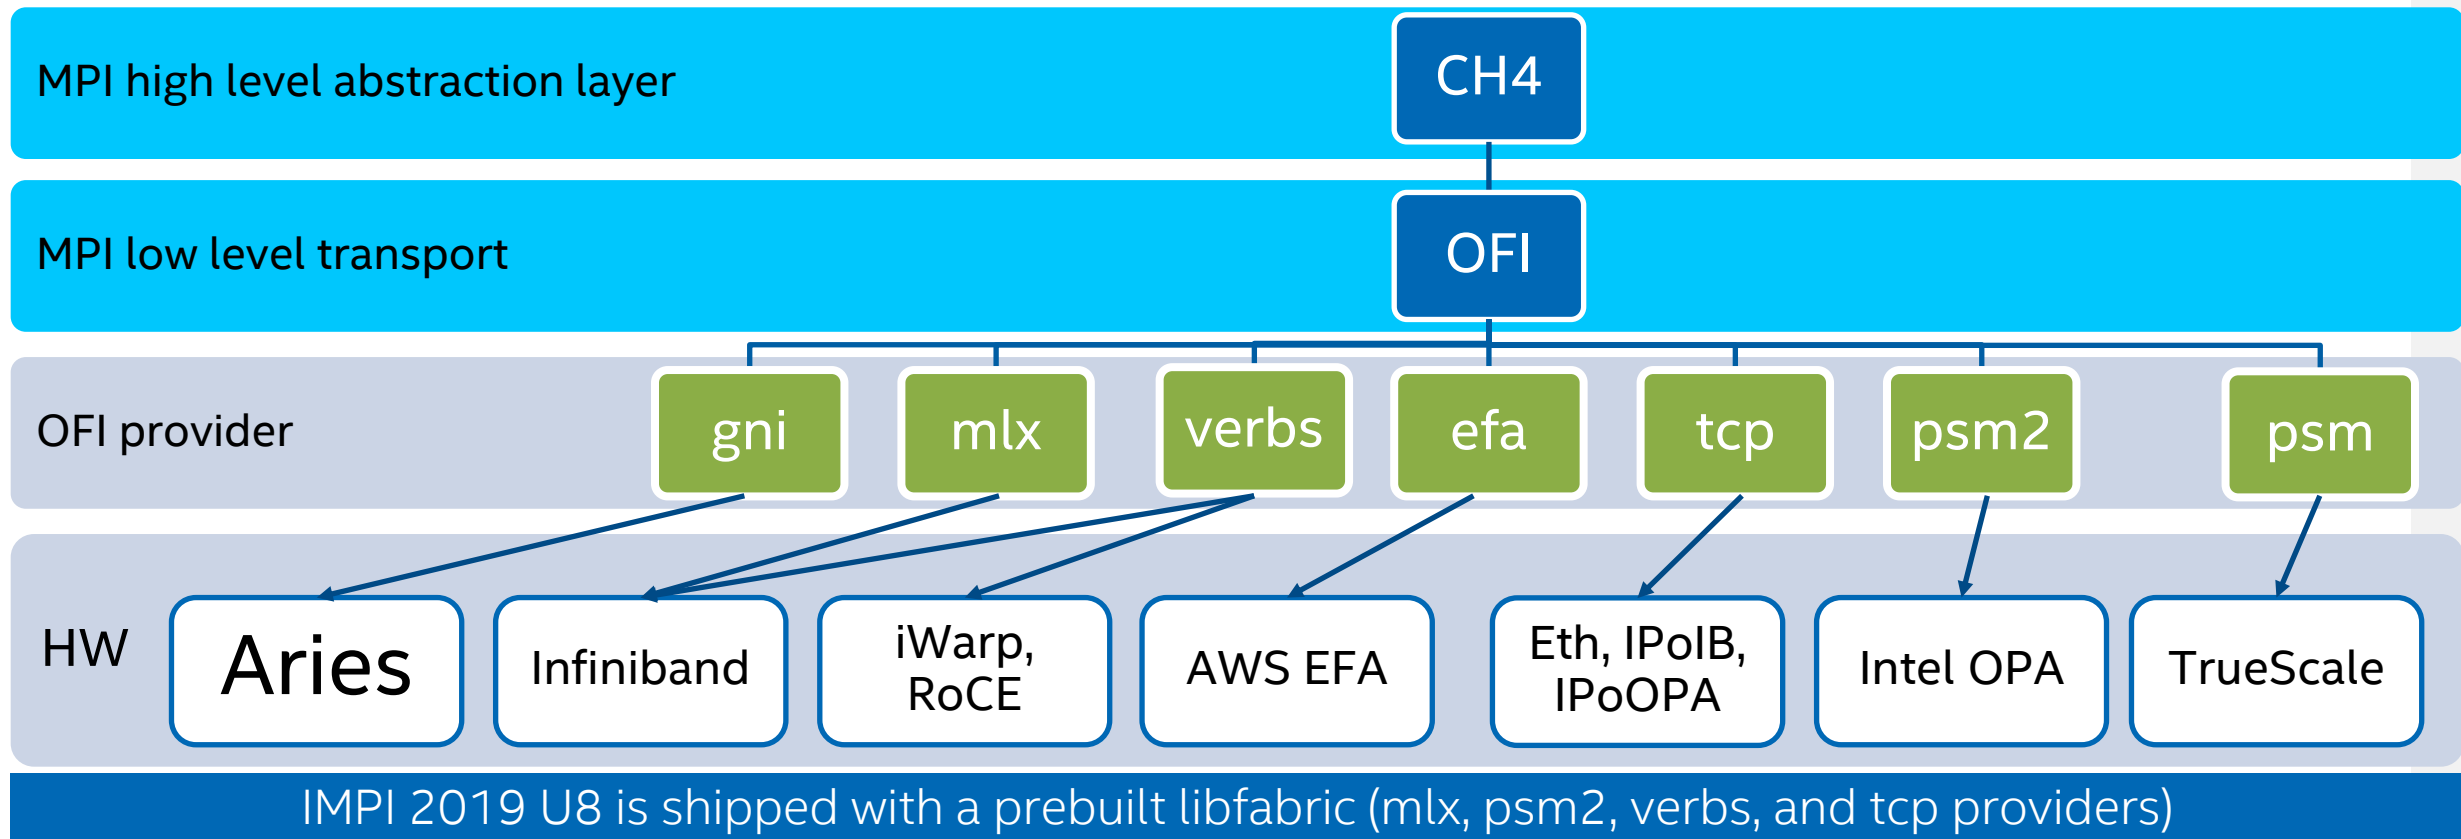 MPI high level abstraction layer
CH4
MPI low level transport
OFI
OFI provider
gni
mlx
verbs
efa
tcp
psm2
psm
HW
Aries
Infiniband
iWarp,
RoCE
AWS EFA
Eth, IPoIB,
IPoOPA
Intel OPA
TrueScale
IMPI 2019 U8 is shipped with a prebuilt libfabric (mlx, psm2, verbs, and tcp providers)